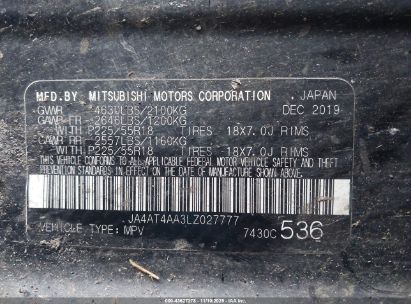 MFD.BY MITSUBISHI MOTORS CORPORATION , JAPAN
GVWR 4630LBS/2100KG DEC 2019
GAWR FR 2646LBS/1200KG
WITH P225/55R18 TIRES 18X7.0J RIMS
GAWR RR 2557LBS/1160KG
WITH P225/55R18 TIRES 18X7.0J RIMS
THIS VEHICLE CONFORMS TO ALL APPLICABLE
FEDERAL MOTOR VEHICLE SAFETY
STANDARDS IN EFFECT ON THE
DATE OF MANUFACTURE SHOWN ABOVE.
JA4AT4AA3LZ027777
VEHICLE TYPE: MPV 7430C 536